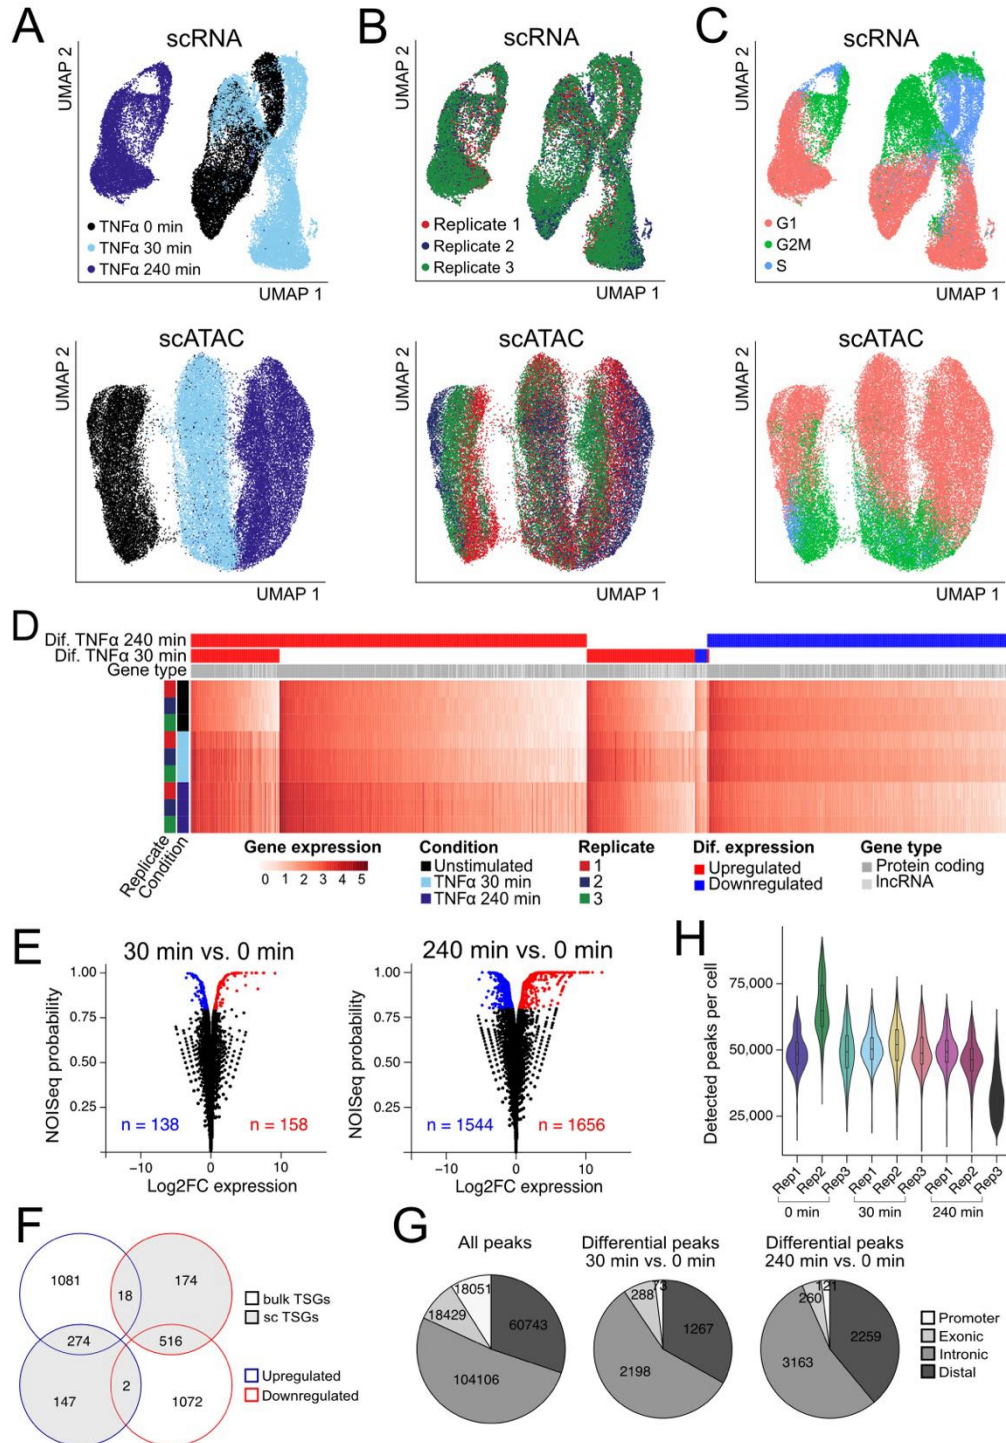 A
B
C
scRNA
scRNA
scRNA
UMAP 2
UMAP 2
UMAP 2
TNFα 0 min
TNFα 30 min
TNFα 240 min
Replicate 1
Replicate 2
Replicate 3
G1
G2M
S
UMAP 1
UMAP 1
UMAP 1
scATAC
scATAC
scATAC
UMAP 2
UMAP 2
UMAP 2
UMAP 1
UMAP 1
UMAP 1
D
Dif. TNFα 240 min
Dif. TNFα 30 min
Gene type
Replicate
Condition
Gene expression
0 1 2 3 4 5
Condition
Unstimulated
TNFα 30 min
TNFα 240 min
Replicate
1
2
3
Dif. expression
Upregulated
Downregulated
Gene type
Protein coding
lncRNA
E
30 min vs. 0 min
NOISeq probability
1.00
0.75
0.50
0.25
n = 138
n = 158
−10 0 10
Log2FC expression
240 min vs. 0 min
NOISeq probability
1.00
0.75
0.50
0.25
n = 1544
n = 1656
−10 0 10
Log2FC expression
H
Detected peaks per cell
75,000
50,000
25,000
Rep1
Rep2
Rep3
Rep1
Rep2
Rep3
Rep1
Rep2
Rep3
0 min
30 min
240 min
F
1081
18
174
274
516
147
2
1072
bulk TSGs
sc TSGs
Upregulated
Downregulated
G
All peaks
18051
18429
60743
104106
Differential peaks
30 min vs. 0 min
73
288
1267
2198
Differential peaks
240 min vs. 0 min
121
260
2259
3163
Promoter
Exonic
Intronic
Distal